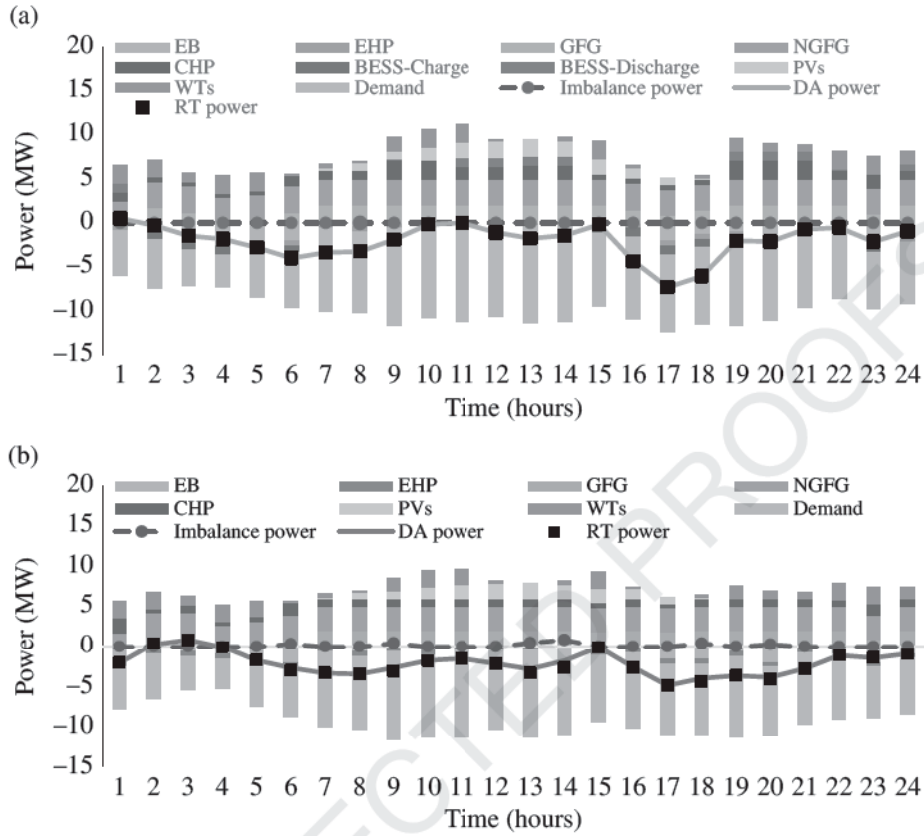 (a)
20
15
10
5
0
−5
−10
−15
Power (MW)
EB EHP GFG NGFG
CHP BESS-Charge BESS-Discharge PVs
WTs Demand Imbalance power DA power
RT power
1 2 3 4 5 6 7 8 9 10 11 12 13 14 15 16 17 18 19 20 21 22 23 24
Time (hours)
(b)
20
15
10
5
0
−5
−10
−15
Power (MW)
EB EHP GFG NGFG
CHP PVs WTs Demand
Imbalance power DA power RT power
1 2 3 4 5 6 7 8 9 10 11 12 13 14 15 16 17 18 19 20 21 22 23 24
Time (hours)
ECTED PROOFS